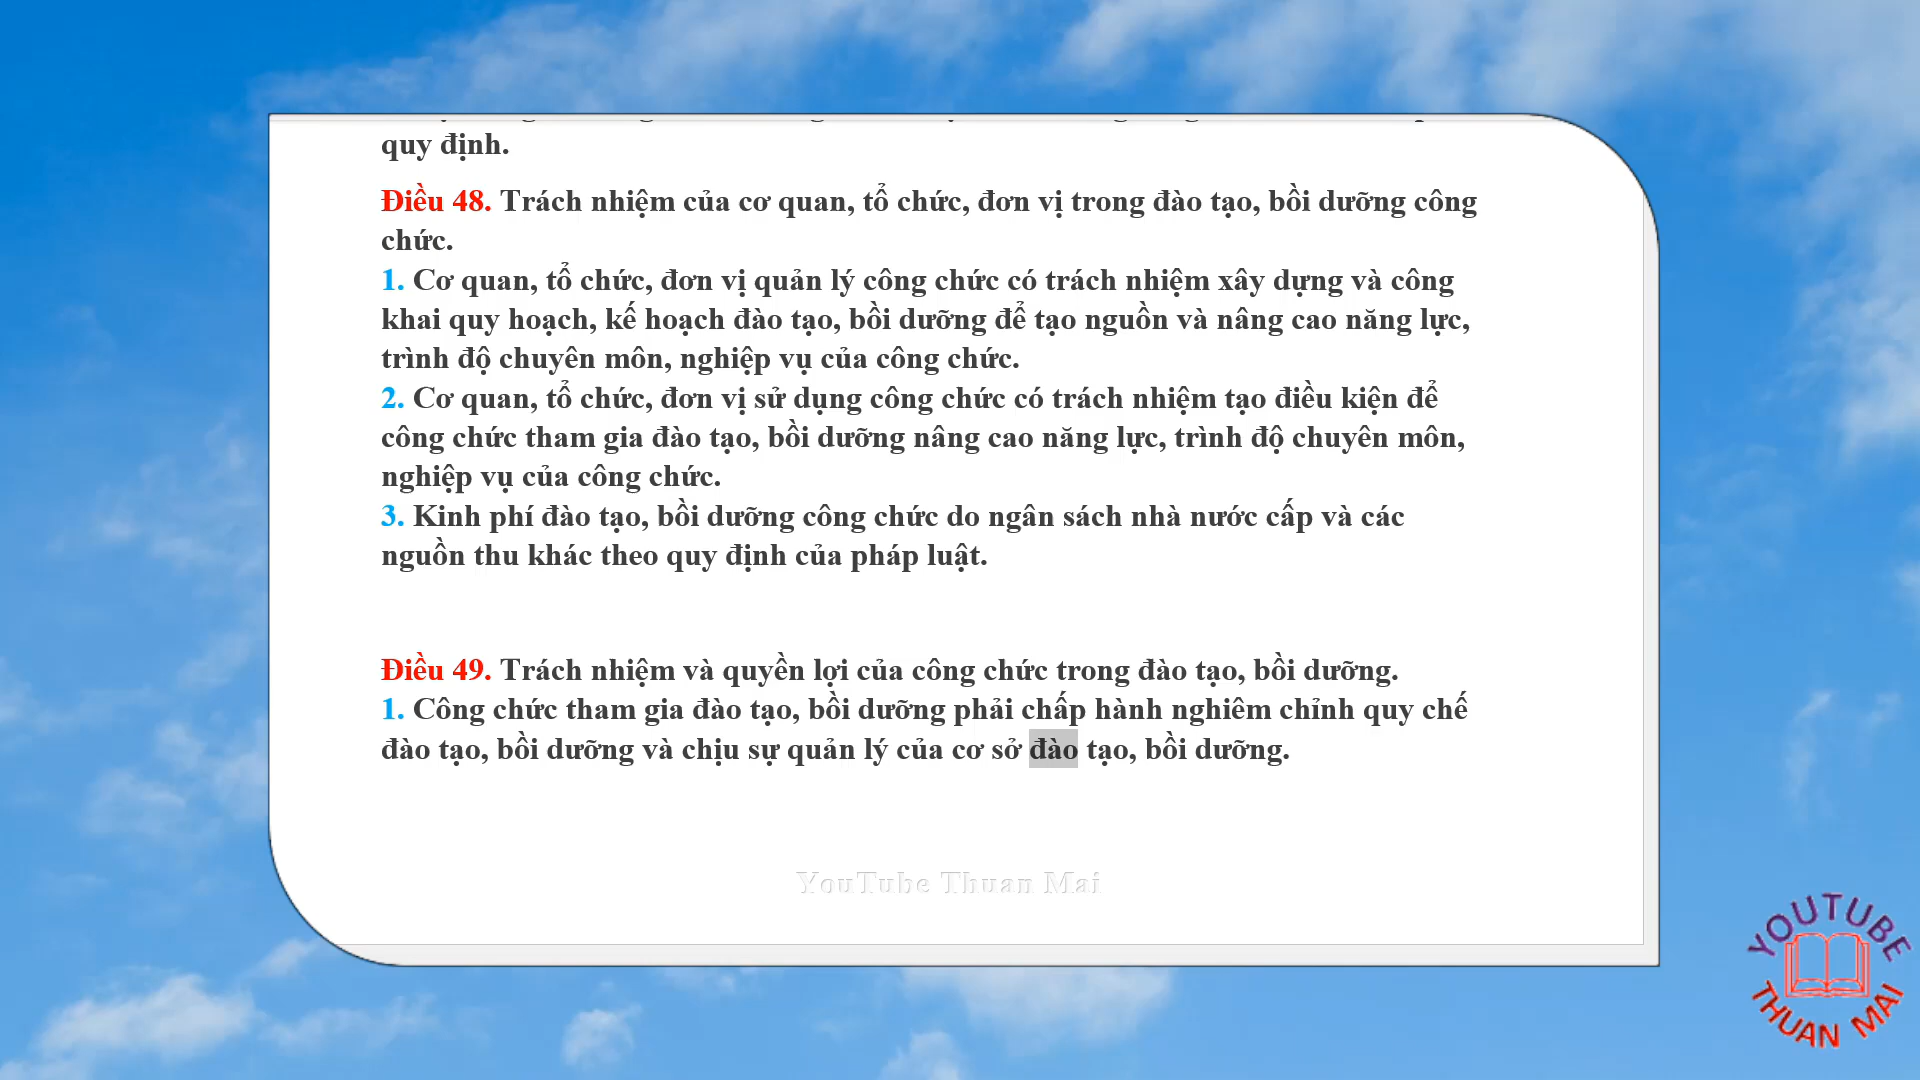 quy định.
Điều 48. Trách nhiệm của cơ quan, tổ chức, đơn vị trong đào tạo, bồi dưỡng công
chức.
1. Cơ quan, tổ chức, đơn vị quản lý công chức có trách nhiệm xây dựng và công
khai quy hoạch, kế hoạch đào tạo, bồi dưỡng để tạo nguồn và nâng cao năng lực,
trình độ chuyên môn, nghiệp vụ của công chức.
2. Cơ quan, tổ chức, đơn vị sử dụng công chức có trách nhiệm tạo điều kiện để
công chức tham gia đào tạo, bồi dưỡng nâng cao năng lực, trình độ chuyên môn,
nghiệp vụ của công chức.
3. Kinh phí đào tạo, bồi dưỡng công chức do ngân sách nhà nước cấp và các
nguồn thu khác theo quy định của pháp luật.
Điều 49. Trách nhiệm và quyền lợi của công chức trong đào tạo, bồi dưỡng.
1. Công chức tham gia đào tạo, bồi dưỡng phải chấp hành nghiêm chỉnh quy chế
đào tạo, bồi dưỡng và chịu sự quản lý của cơ sở đào tạo, bồi dưỡng.
YouTube Thuan Mai
YOUTUBE
THUAN MAI